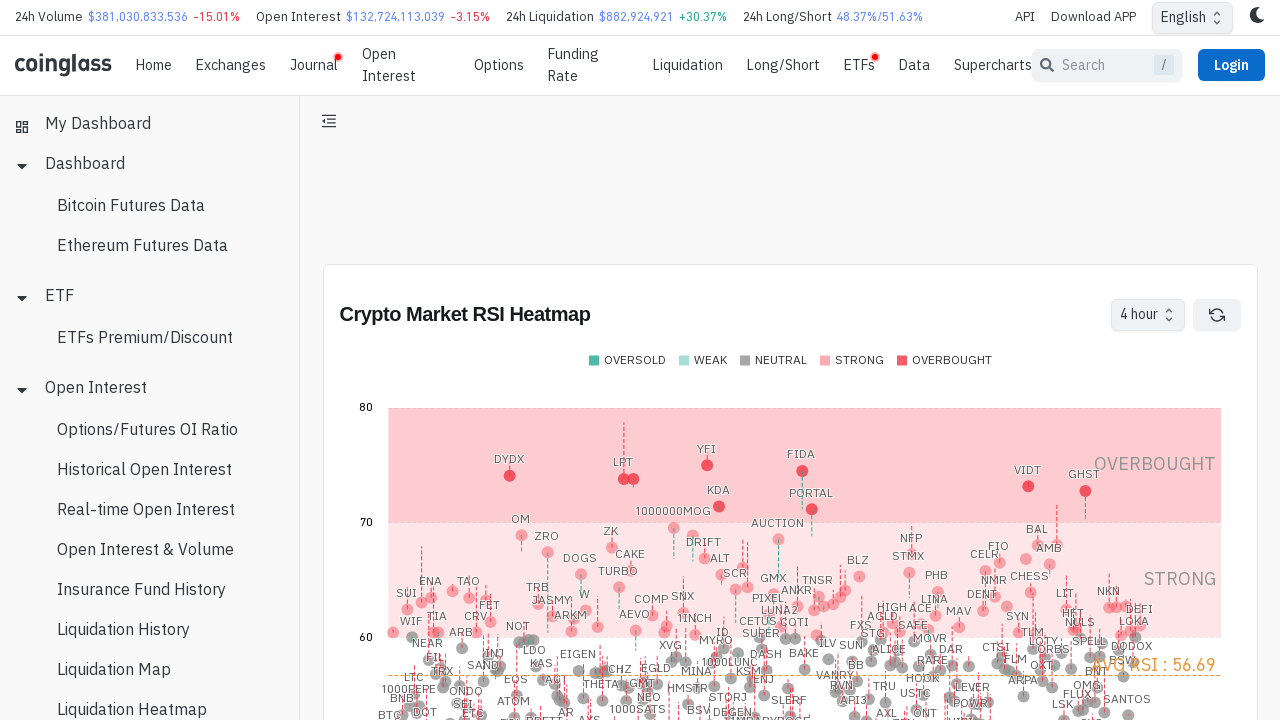 24h Volume $381,030,833,536 -15.01% Open Interest $132,724,113,039 -3.15% 24h Liquidation $882,924,921 +30.37% 24h Long/Short 48.37%/51.63% API Download APP English
coinglass Home Exchanges Journal Open Interest Options Funding Rate Liquidation Long/Short ETFs Data Supercharts Search / Login
My Dashboard
Dashboard
Bitcoin Futures Data
Ethereum Futures Data
ETF
ETFs Premium/Discount
Open Interest
Options/Futures OI Ratio
Historical Open Interest
Real-time Open Interest
Open Interest & Volume
Insurance Fund History
Liquidation History
Liquidation Map
Liquidation Heatmap
Crypto Market RSI Heatmap 4 hour
OVERSOLD WEAK NEUTRAL STRONG OVERBOUGHT
80
YFI
DYDX LPT FIDA OVERBOUGHT
VIDT GHST
KDA PORTAL
1000000MOG
70 OM AUCTION
ZRO ZK DRIFT NFP BAL
DOGS CAKE ALT BLZ STMX CELR FIO AMB
TURBO SCR PHB CHESS STRONG
ENA TAO TRB GMX TNSR NMR
SUI W COMP SNX PIXEL ANKR LINA DENT LIT NKN
TIA FET JASMY LUNA2 HIGH ACE MAV DEFI
WIF CRV ARKM AEVO 1INCH CETUS COTI AGLD SYN HFT LOKA
ARB NOT FXS SAFE NULS
60 ID SUPER STG TLM
NEAR XVG MYRO ILV SUN MOVR LQTY SPELL DODOX
FIL INJ LDO EIGEN DASH BAKE ALICE DAR CTSI ORBS
SAND KAS EGLD 1000LUNC BB RARE FLM OXT BSW AVG RSI : 56.69
LTC TRX EOS AUT CHZ MINA KSM ENJ VANRY HOOK ARPA BNT
1000PEPE ONDO THETA GMT HMSTR RVN TRU USTC LEVER OMG
BNB SEI ATOM NEO STORJ SLERF API3 POWR FLUX SANTOS
BTC DOT ETC AR 1000SATS BSV DEGEN AXL ONT LSK